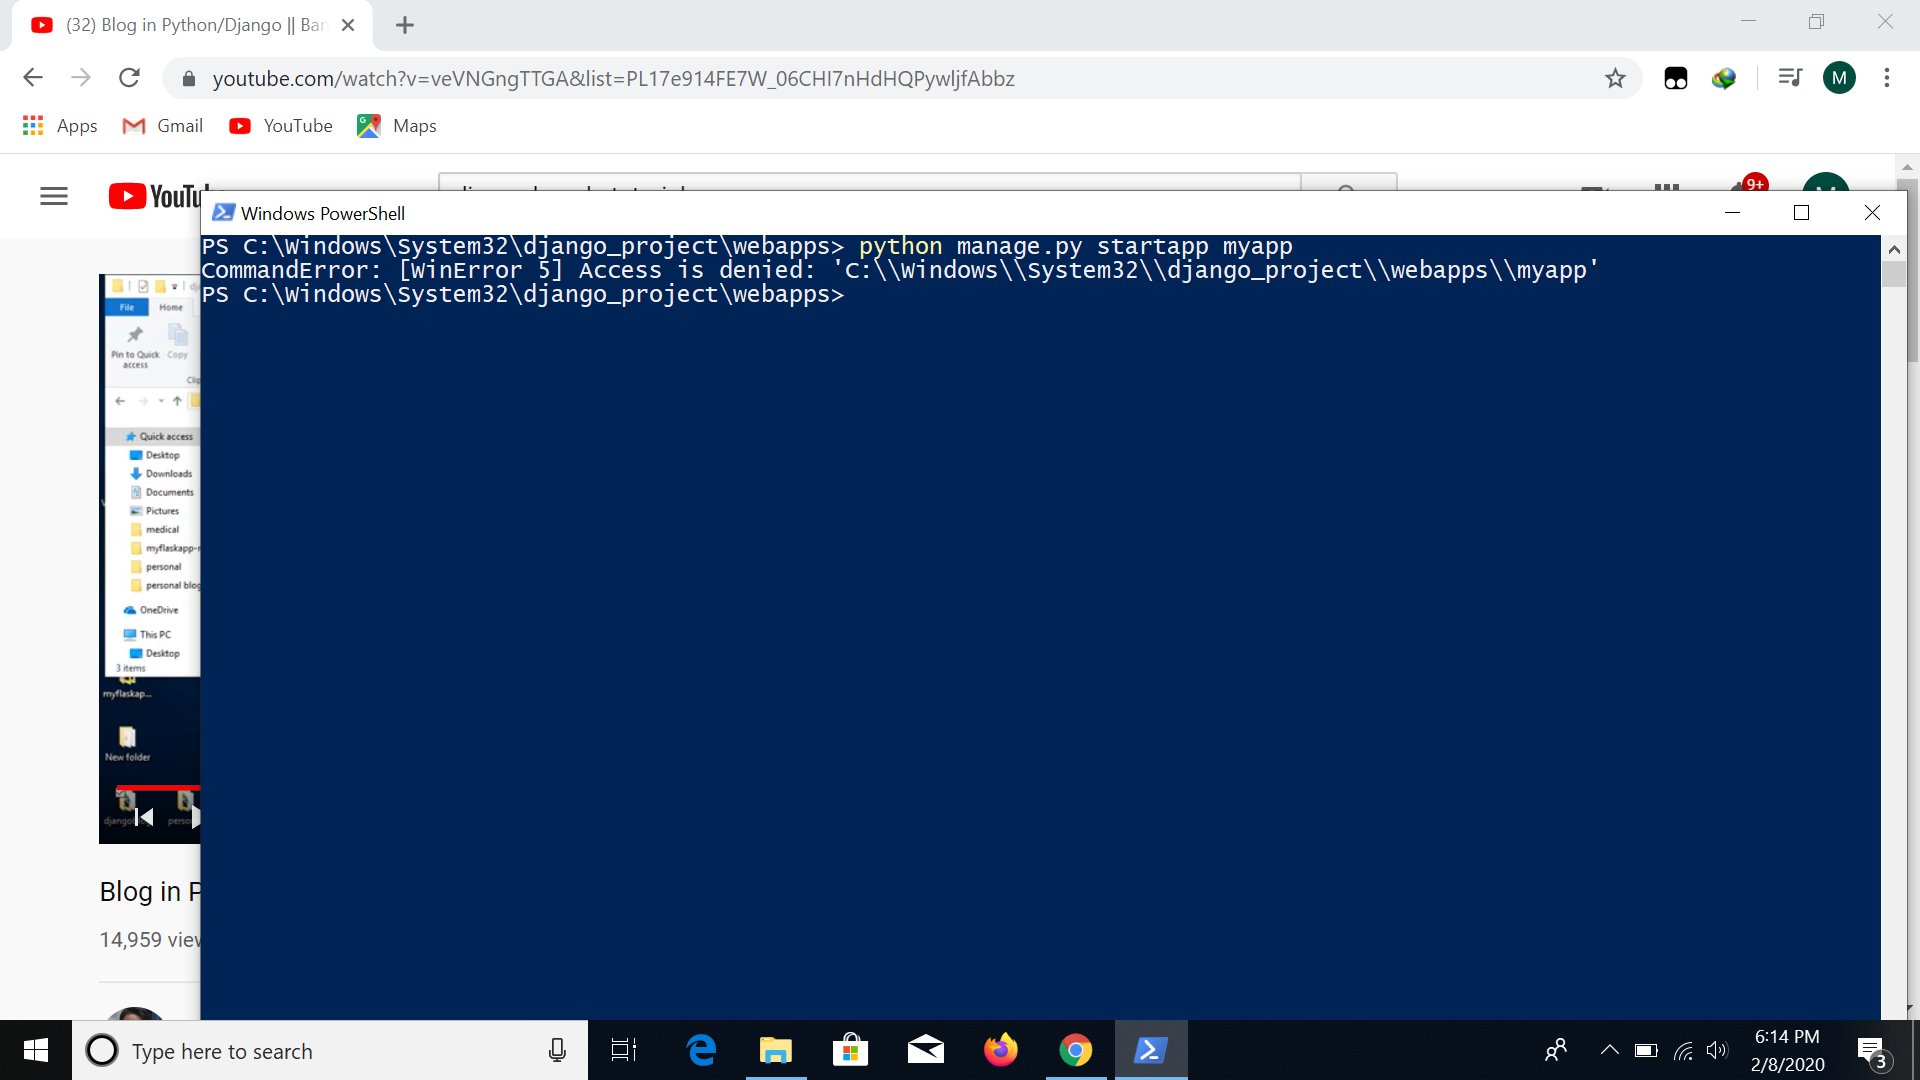 (32) Blog in Python/Django || Ban
youtube.com/watch?v=veVNGngTTGA&list=PL17e914FE7W_06CHI7nHdHQPywljfAbbz
M
Apps
Gmail
YouTube
Maps
9+
Windows PowerShell
PS C:\Windows\System32\django_project\webapps> python manage.py startapp myapp
CommandError: [WinError 5] Access is denied: 'C:\\Windows\\System32\\django_project\\webapps\\myapp'
PS C:\Windows\System32\django_project\webapps>
File
Home
Pin to Quick
access
Copy
Clip
Quick access
Desktop
Downloads
Documents
Pictures
medical
myflaskapp-
personal
personal blog
OneDrive
This PC
Desktop
3 items
myflaskap...
New folder
Blog in P
14,959 view
Type here to search
6:14 PM
2/8/2020
3